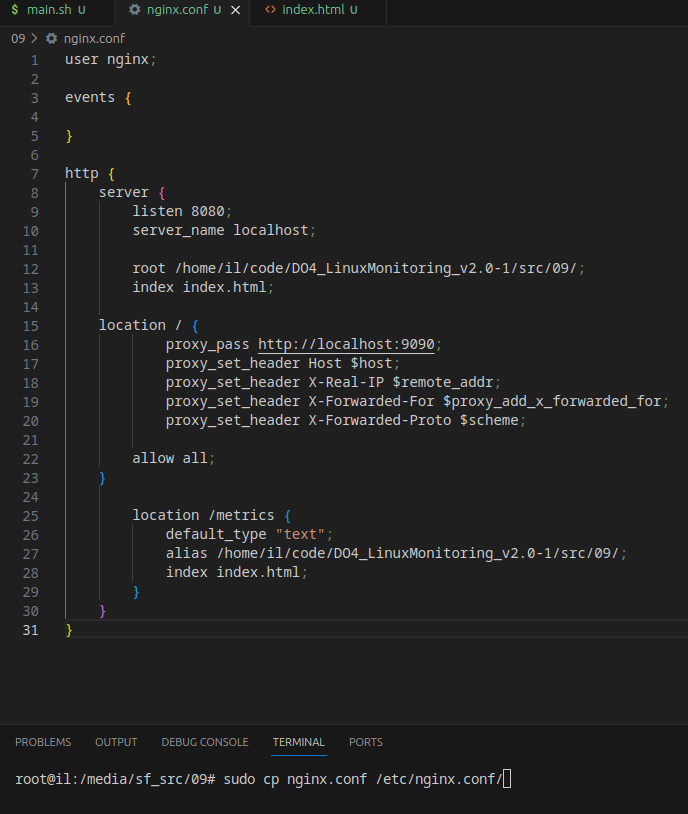 $ main.sh U nginx.conf U × <> index.html U
09 > nginx.conf
1 user nginx;
2
3 events {
4
5 }
6
7 http {
8 server {
9 listen 8080;
10 server_name localhost;
11
12 root /home/il/code/DO4_LinuxMonitoring_v2.0-1/src/09/;
13 index index.html;
14
15 location / {
16 proxy_pass http://localhost:9090;
17 proxy_set_header Host $host;
18 proxy_set_header X-Real-IP $remote_addr;
19 proxy_set_header X-Forwarded-For $proxy_add_x_forwarded_for;
20 proxy_set_header X-Forwarded-Proto $scheme;
21
22 allow all;
23 }
24
25 location /metrics {
26 default_type "text";
27 alias /home/il/code/DO4_LinuxMonitoring_v2.0-1/src/09/;
28 index index.html;
29 }
30 }
31 }
PROBLEMS OUTPUT DEBUG CONSOLE TERMINAL PORTS
root@il:/media/sf_src/09# sudo cp nginx.conf /etc/nginx.conf/